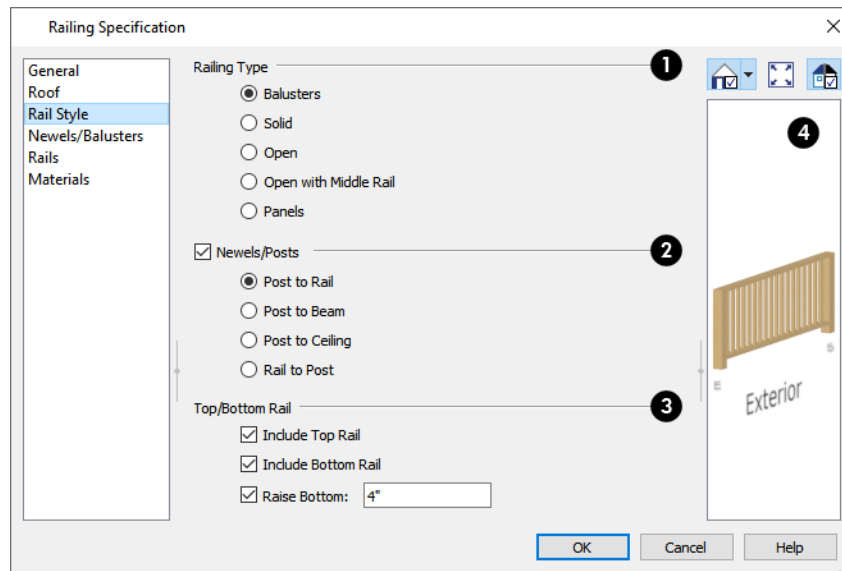 Railing Specification
General
Roof
Rail Style
Newels/Balusters
Rails
Materials
Railing Type
1
Balusters
Solid
Open
Open with Middle Rail
Panels
Newels/Posts
2
Post to Rail
Post to Beam
Post to Ceiling
Rail to Post
Top/Bottom Rail
3
Include Top Rail
Include Bottom Rail
Raise Bottom: 4"
4
E
S
Exterior
OK
Cancel
Help